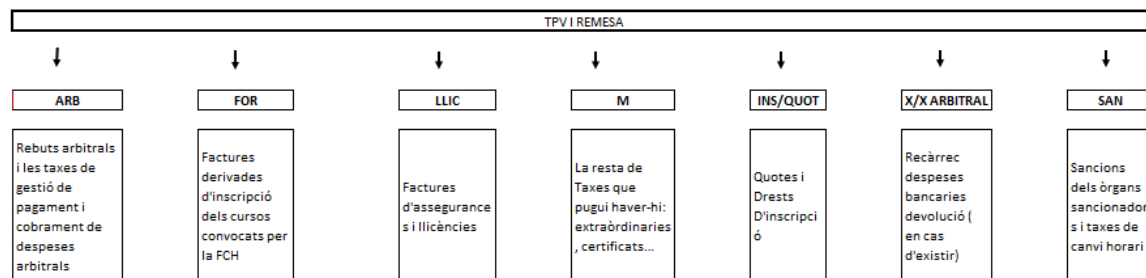 TPV I REMESA
ARB
FOR
LLIC
M
INS/QUOT
X/X ARBITRAL
SAN
Rebuts arbitrals
i les taxes de
gestió de
pagament i
cobrament de
despeses
arbitrals
Factures
derivades
d'inscripció
dels cursos
convocats per
la FCH
Factures
d'assegurance
s i llicències
La resta de
Taxes que
pugui haver-hi:
extraòrdinaries
, certificats...
Quotes i
Drests
D'inscripci
ó
Recàrrec
despeses
bancaries
devolució (
en cas
d'existir)
Sancions
dels òrgans
sancionador
s i taxes de
canvi horari